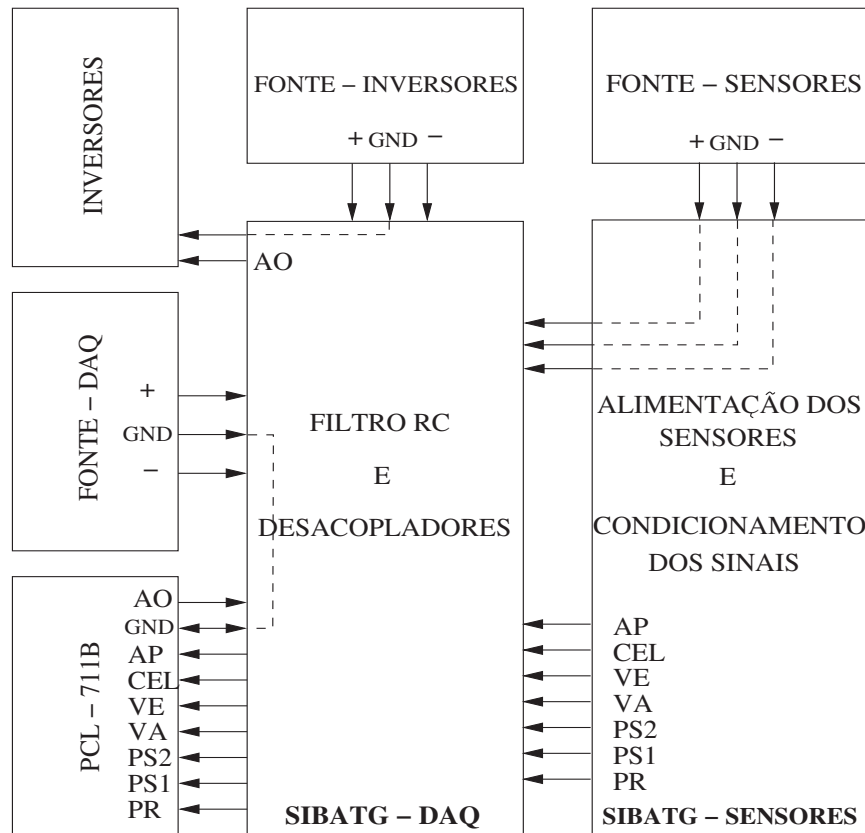 INVERSORES
FONTE – INVERSORES
+ GND −
FONTE – SENSORES
+ GND −
AO
FONTE – DAQ
+
GND
−
FILTRO RC
E
DESACOPLADORES
ALIMENTAÇÃO DOS
SENSORES
E
CONDICIONAMENTO
DOS SINAIS
PCL – 711B
AO
GND
AP
CEL
VE
VA
PS2
PS1
PR
AP
CEL
VE
VA
PS2
PS1
PR
SIBATG – DAQ
SIBATG – SENSORES